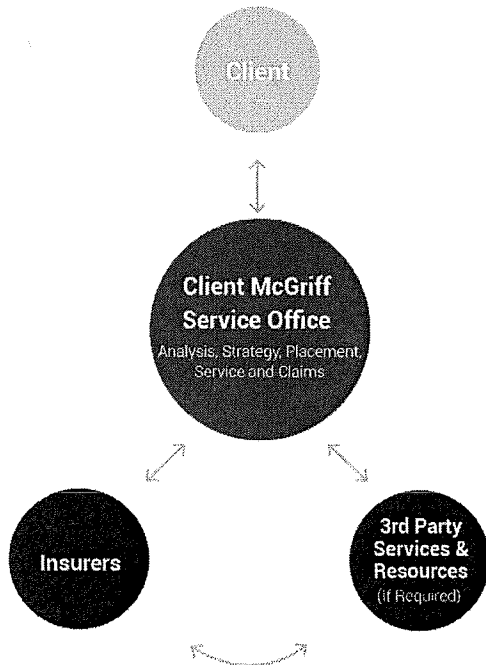 Client
Client McGriff
Service Office
Analysis, Strategy, Placement,
Service and Claims
Insurers
3rd Party
Services &
Resources
(If Required)